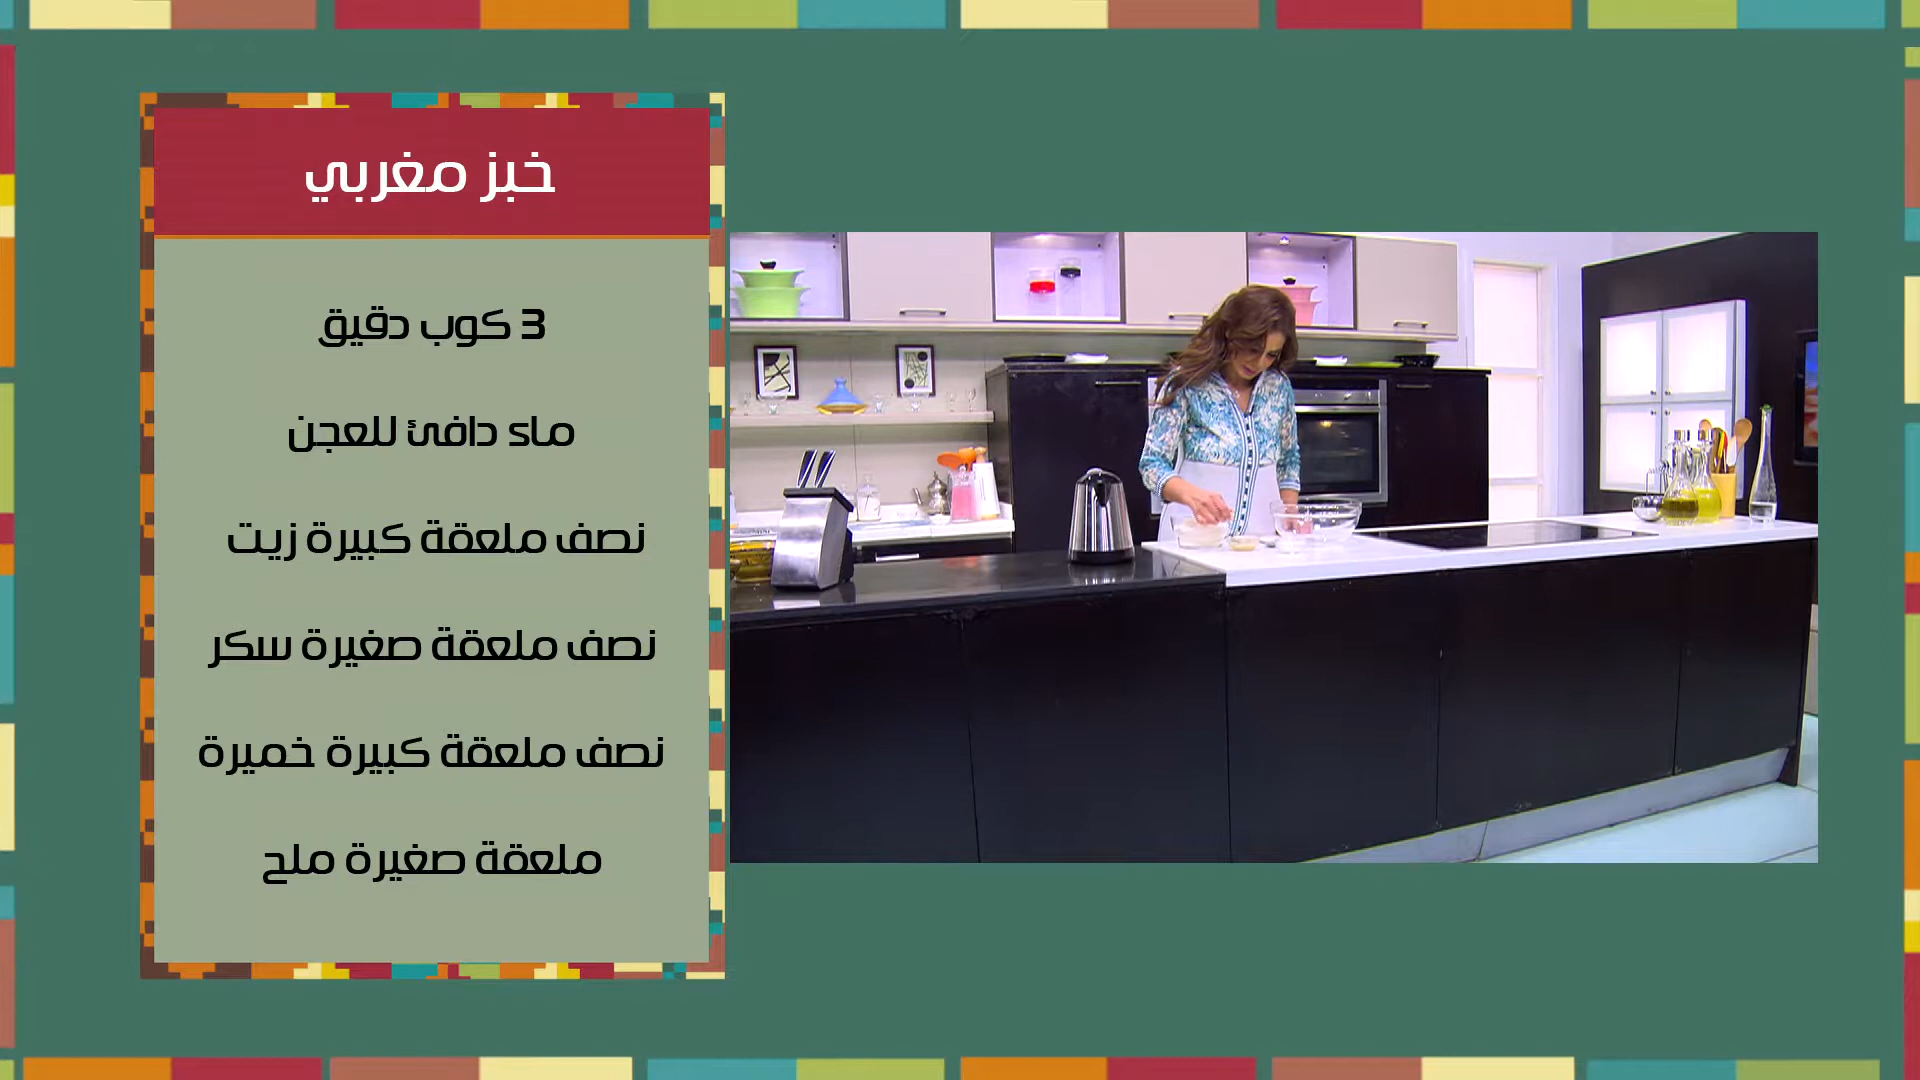 خبز مغربي
3 كوب دقيق
ماء دافئ للعجن
نصف ملعقة كبيرة زيت
نصف ملعقة صغيرة سكر
نصف ملعقة كبيرة خميرة
ملعقة صغيرة ملح